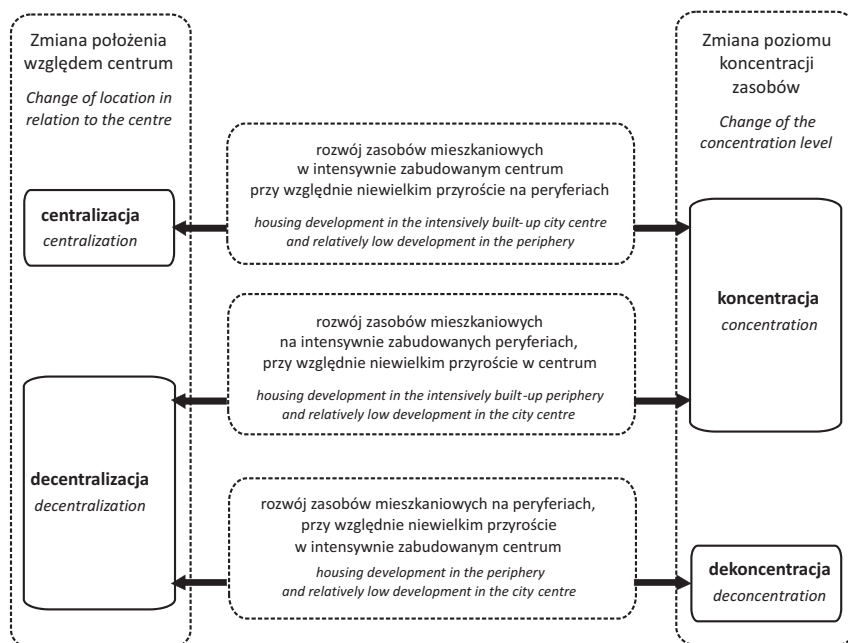 Zmiana położenia
względem centrum
Change of location in
relation to the centre
centralizacja
centralization
decentralizacja
decentralization
rozwój zasobów mieszkaniowych
w intensywnie zabudowanym centrum
przy względnie niewielkim przyroście na peryferiach
housing development in the intensively built-up city centre
and relatively low development in the periphery
rozwój zasobów mieszkaniowych
na intensywnie zabudowanych peryferiach,
przy względnie niewielkim przyroście w centrum
housing development in the intensively built-up periphery
and relatively low development in the city centre
rozwój zasobów mieszkaniowych na peryferiach,
przy względnie niewielkim przyroście
w intensywnie zabudowanym centrum
housing development in the periphery
and relatively low development in the city centre
Zmiana poziomu
koncentracji
zasobów
Change of the
concentration level
koncentracja
concentration
dekoncentracja
deconcentration